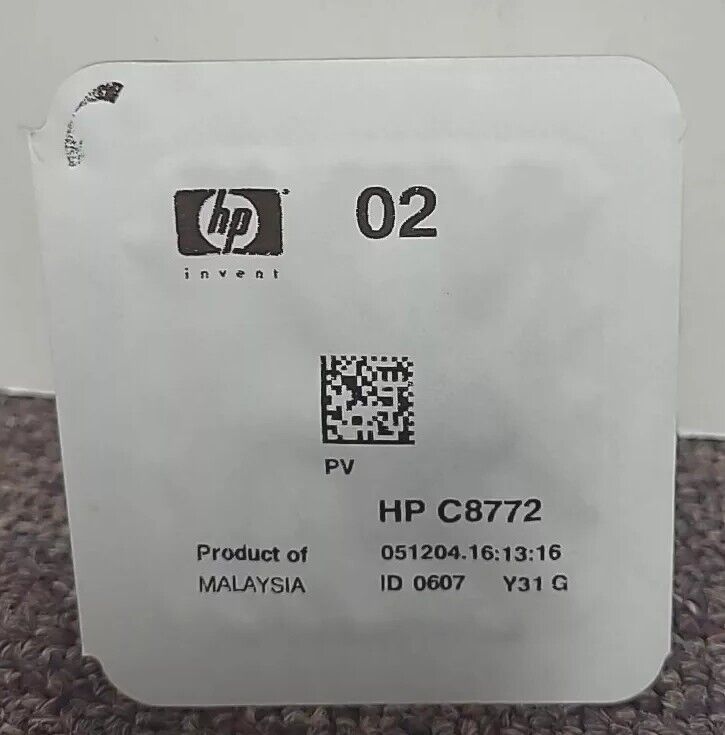 hp
invent
02
PV
HP C8772
Product of
MALAYSIA
051204.16:13:16
ID 0607 Y31 G